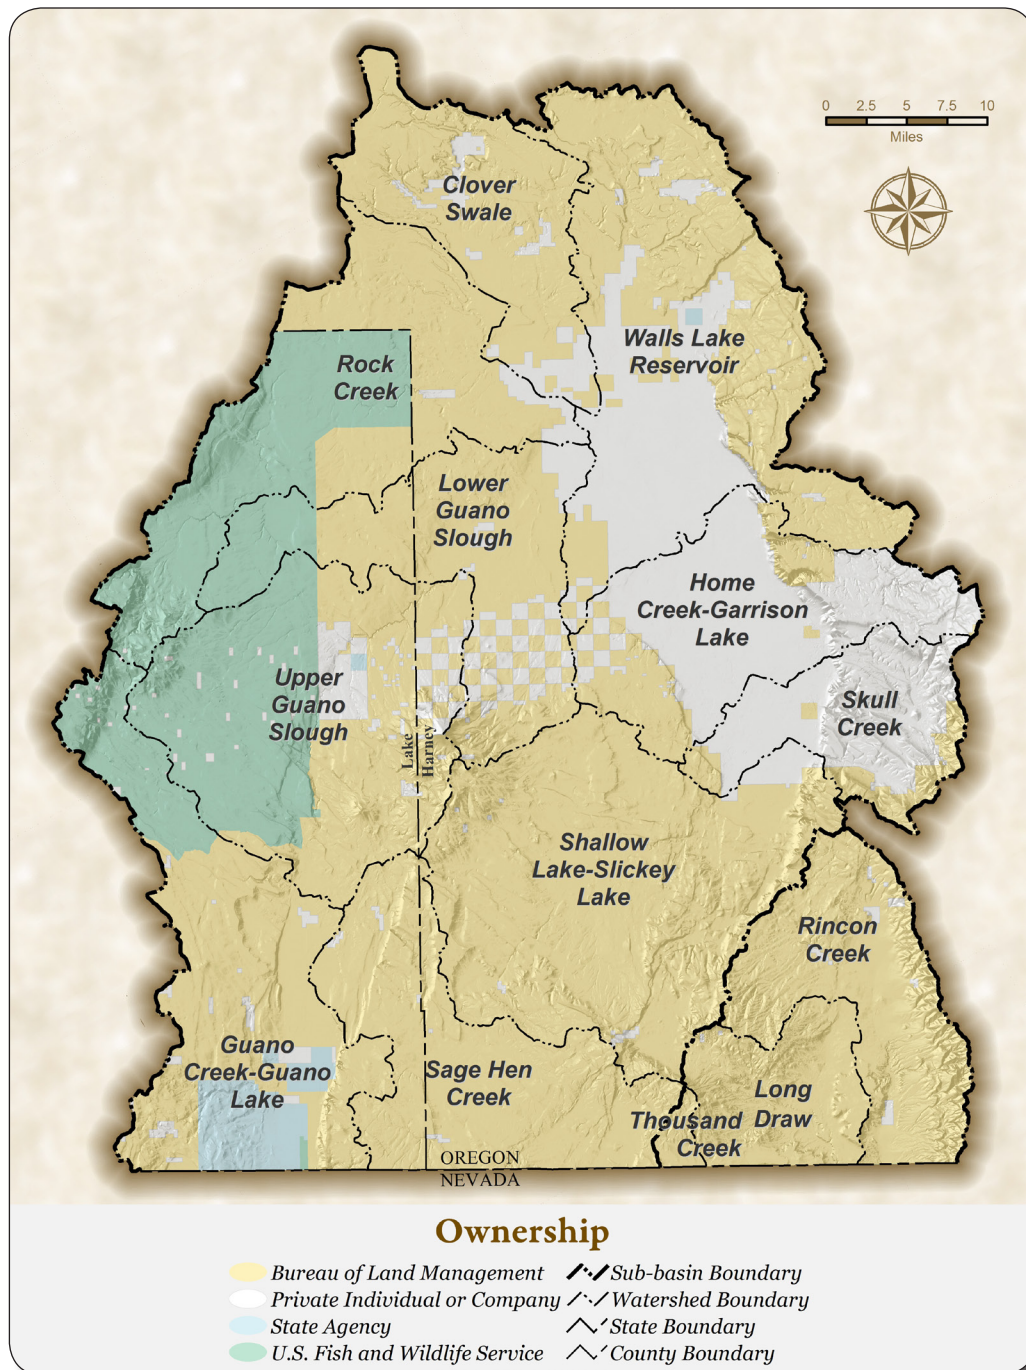 0 2.5 5 7.5 10
Miles
Clover
Swale
Walls Lake
Reservoir
Rock
Creek
Lower
Guano
Slough
Home
Creek-Garrison
Lake
Upper
Guano
Slough
Skull
Creek
Lake
Harney
Shallow
Lake-Slickey
Lake
Rincon
Creek
Guano
Creek-Guano
Lake
Sage Hen
Creek
Long
Draw
Thousand
Creek
OREGON
NEVADA
Ownership
Bureau of Land Management
Private Individual or Company
State Agency
U.S. Fish and Wildlife Service
Sub-basin Boundary
Watershed Boundary
State Boundary
County Boundary